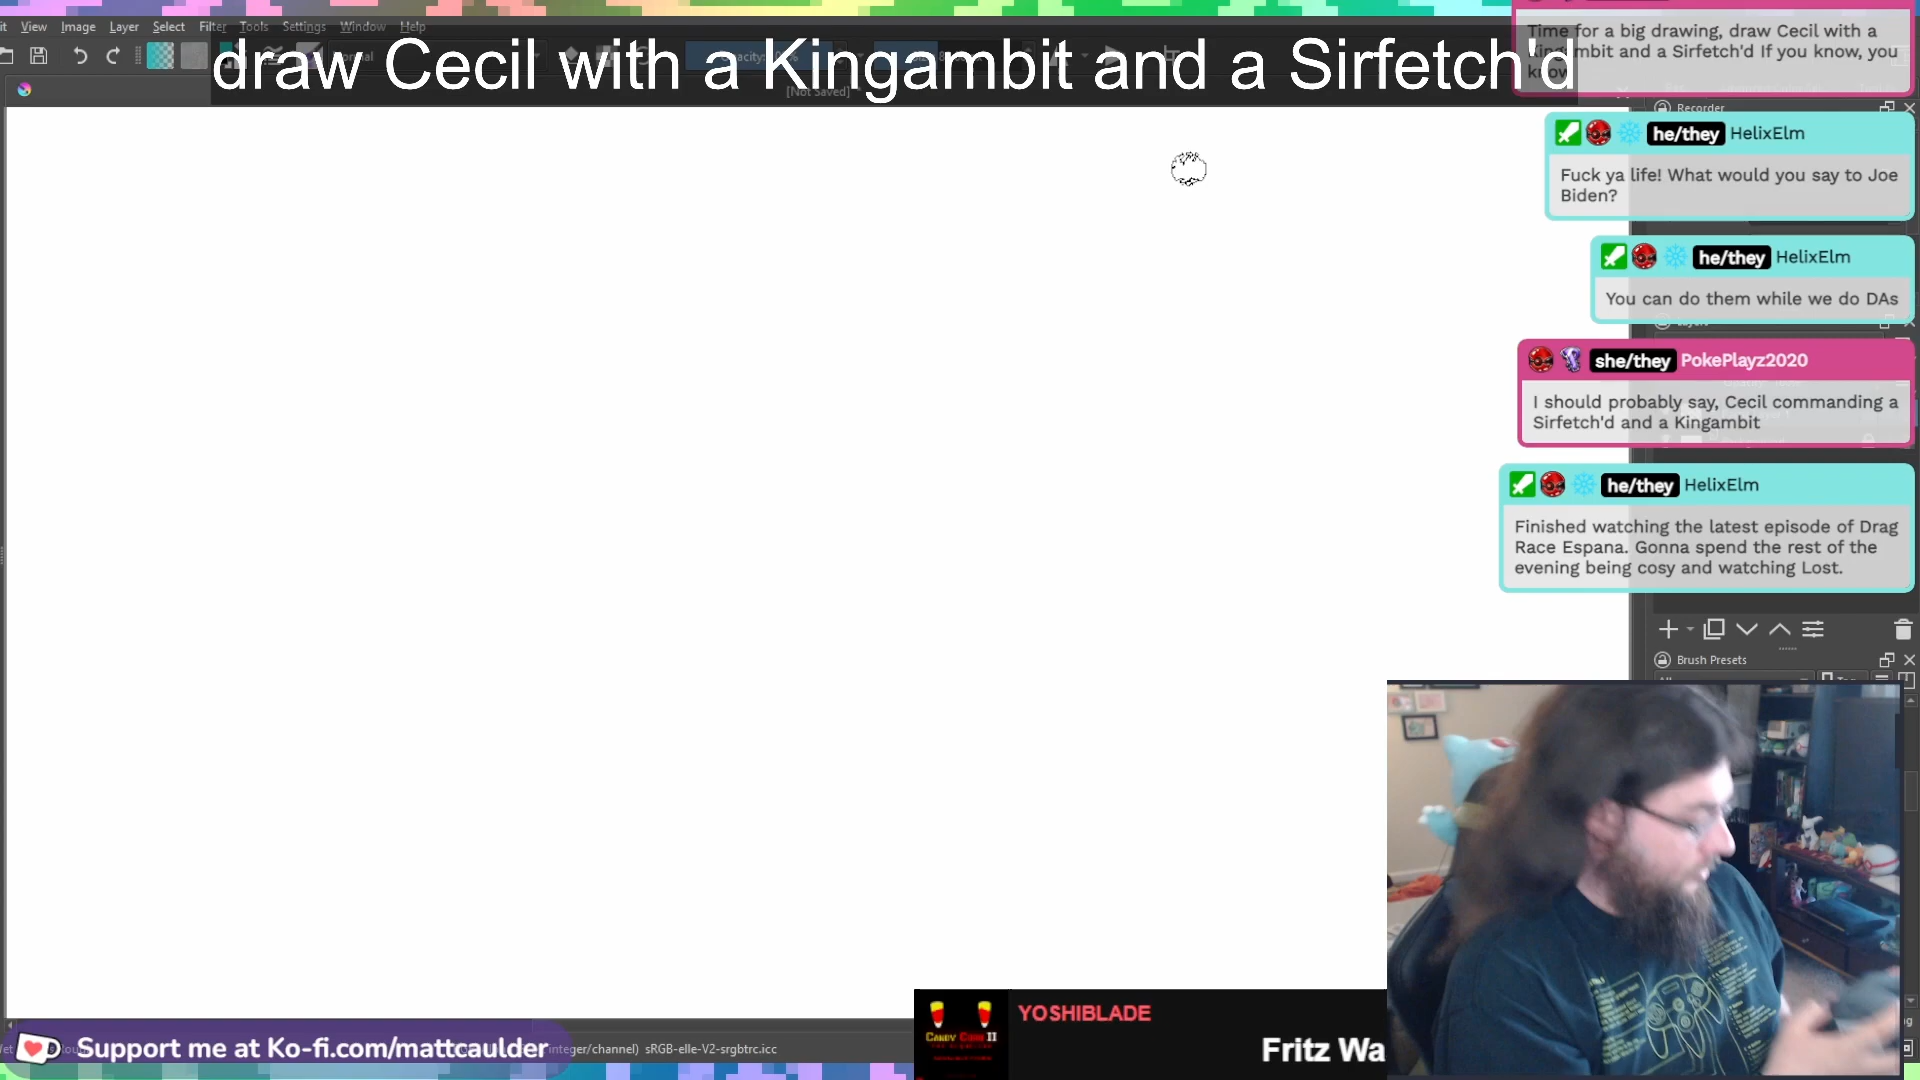 View Image Layer Select Filter Tools Settings Window Help
draw Cecil with a Kingambit and a Sirfetch'd
[Not Saved]
Time for a big drawing, draw Cecil with a
Kingambit and a Sirfetch'd If you know, you
know
Recorder
he/they HelixElm
Fuck ya life! What would you say to Joe
Biden?
he/they HelixElm
You can do them while we do DAs
she/they PokePlayz2020
I should probably say, Cecil commanding a
Sirfetch'd and a Kingambit
he/they HelixElm
Finished watching the latest episode of Drag
Race Espana. Gonna spend the rest of the
evening being cosy and watching Lost.
Brush Presets
YOSHIBLADE
Fritz Wa
Support me at Ko-fi.com/mattcaulder
integer/channel) sRGB-elle-V2-srgbtrc.icc